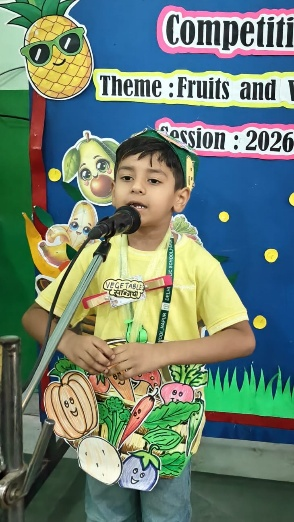 Competiti
Theme : Fruits and V
Session : 2026
VEGETABLE
सब्जियाँ